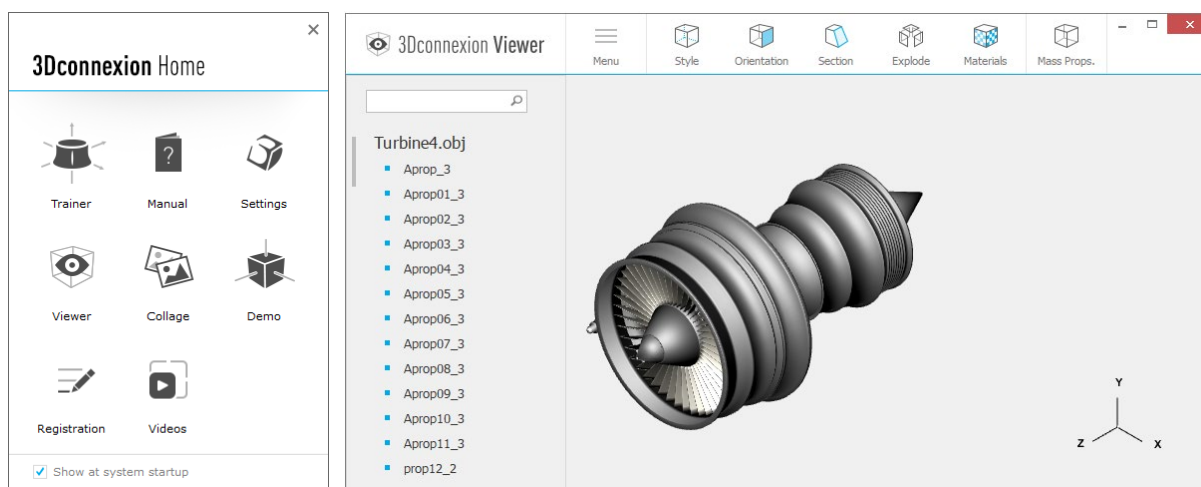 3Dconnexion Home
Trainer Manual Settings
Viewer Collage Demo
Registration Videos
Show at system startup
3Dconnexion Viewer
Menu Style Orientation Section Explode Materials Mass Props.
Turbine4.obj
Aprop_3
Aprop01_3
Aprop02_3
Aprop03_3
Aprop04_3
Aprop05_3
Aprop06_3
Aprop07_3
Aprop08_3
Aprop09_3
Aprop10_3
Aprop11_3
prop12_2
Y
Z X